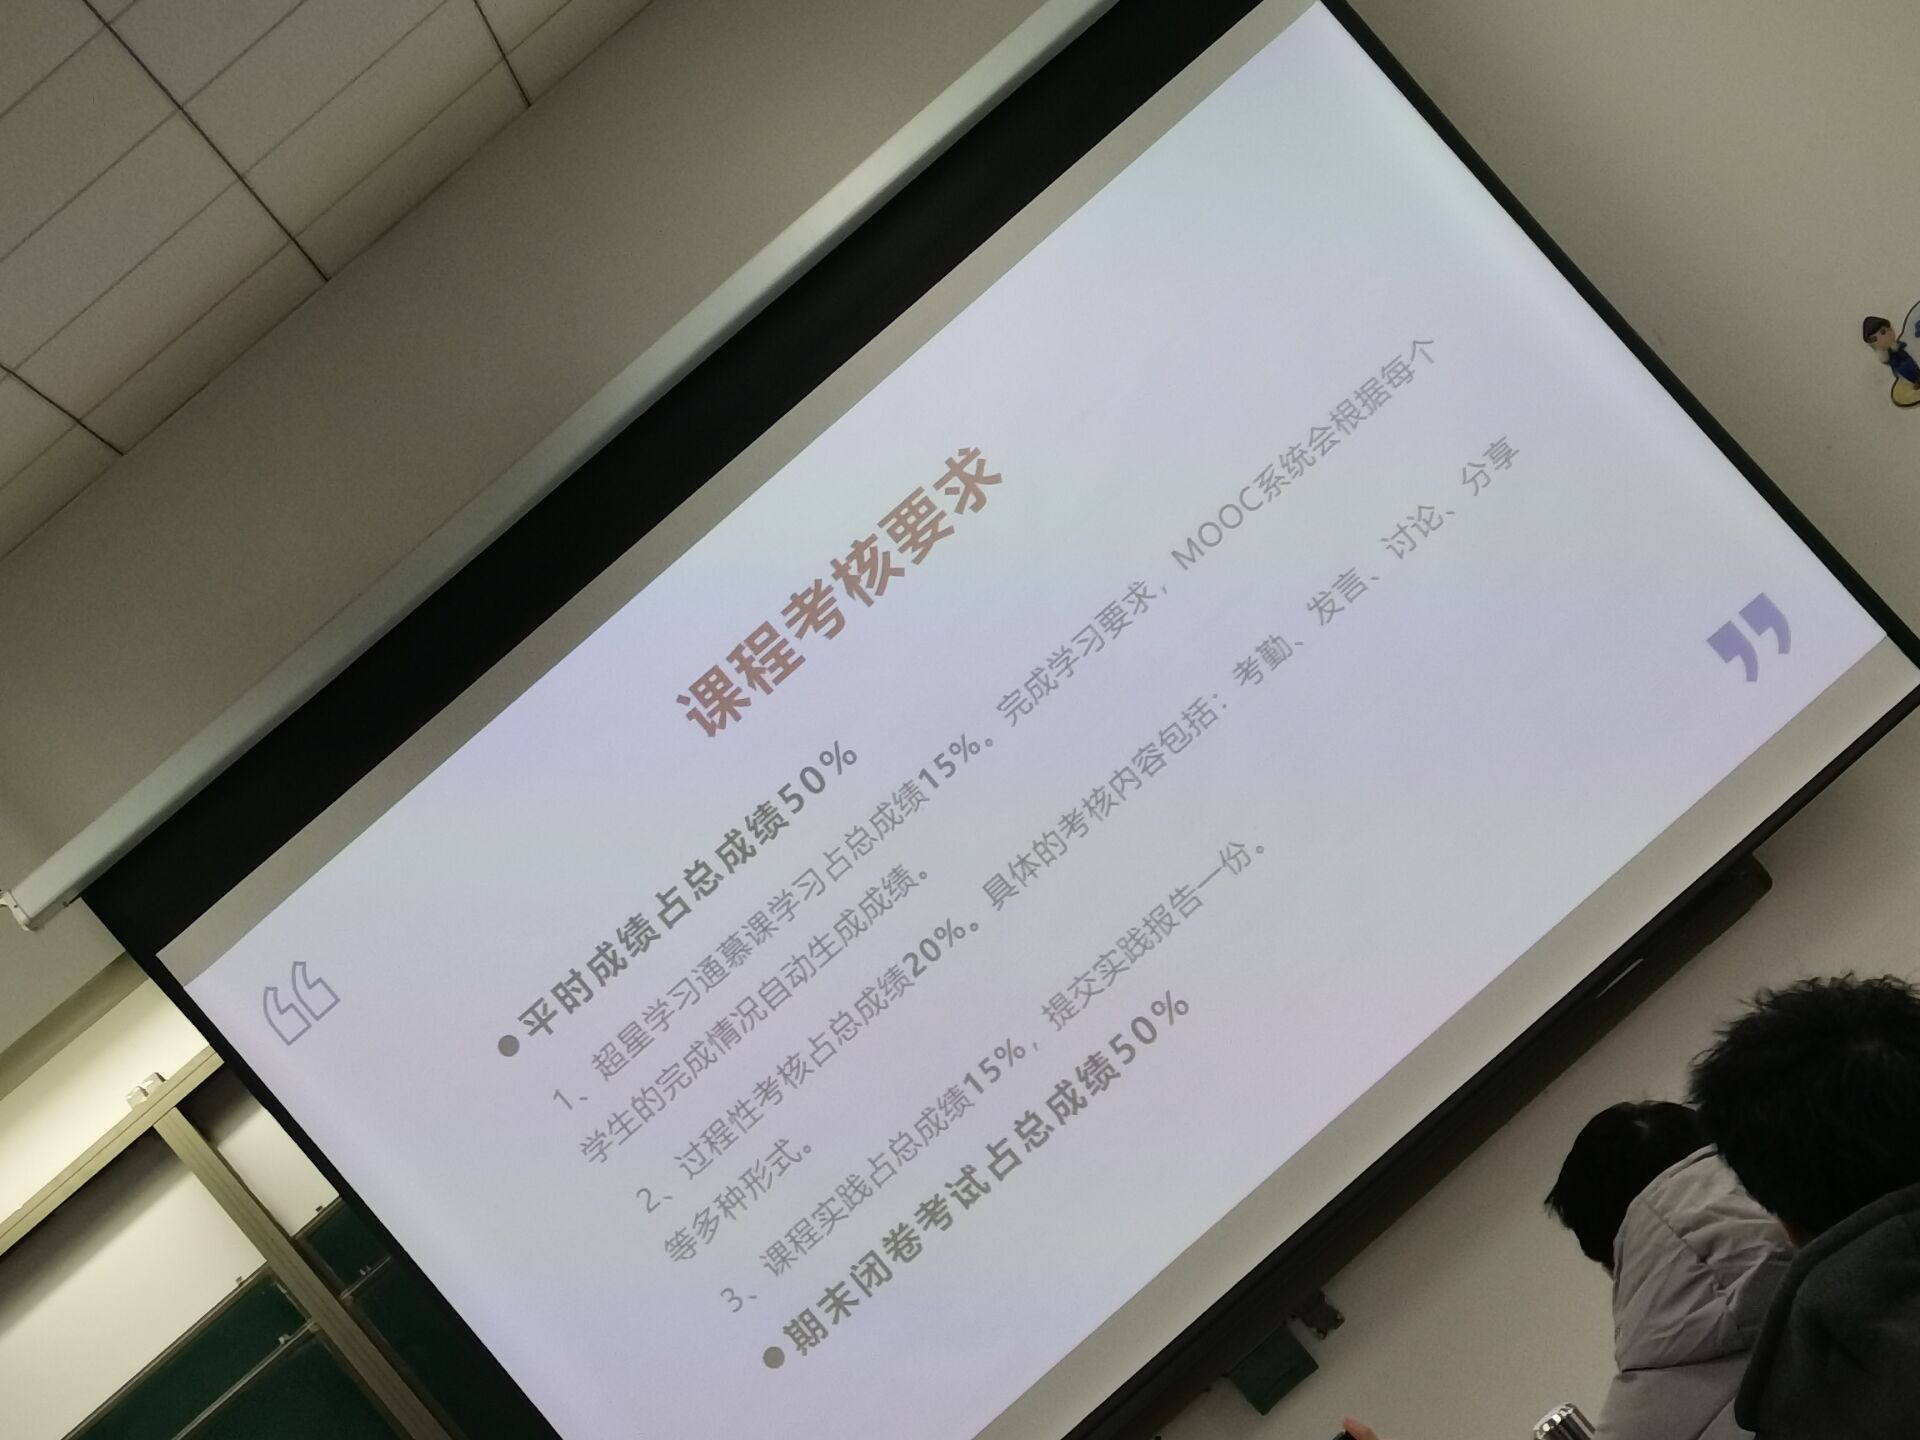 课程考核要求
●平时成绩占总成绩50%
1、超星学习通慕课学习占总成绩15%。完成学习要求，MOOC系统会根据每个
学生的完成情况自动生成成绩。
2、过程性考核占总成绩20%。具体的考核内容包括：考勤、发言、讨论、分享
等多种形式。
3、课程实践占总成绩15%，提交实践报告一份。
●期末闭卷考试占总成绩50%